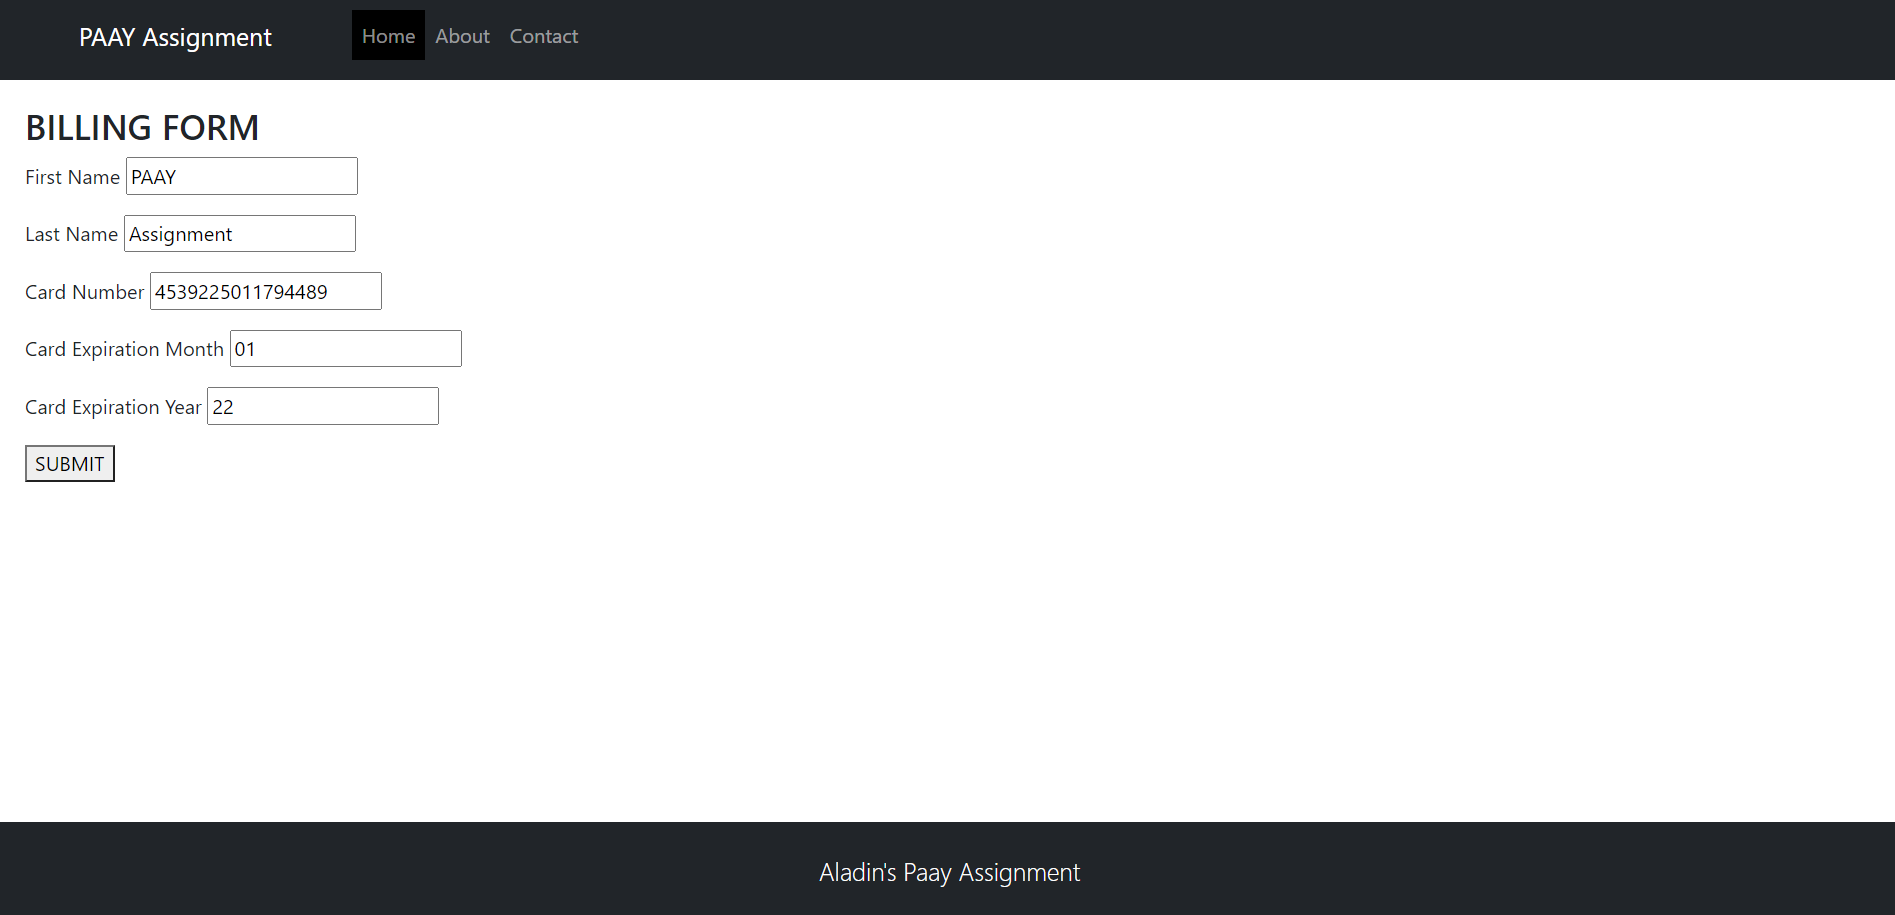 PAAY Assignment Home About Contact
BILLING FORM
First Name PAAY
Last Name Assignment
Card Number 4539225011794489
Card Expiration Month 01
Card Expiration Year 22
SUBMIT
Aladin's Paay Assignment